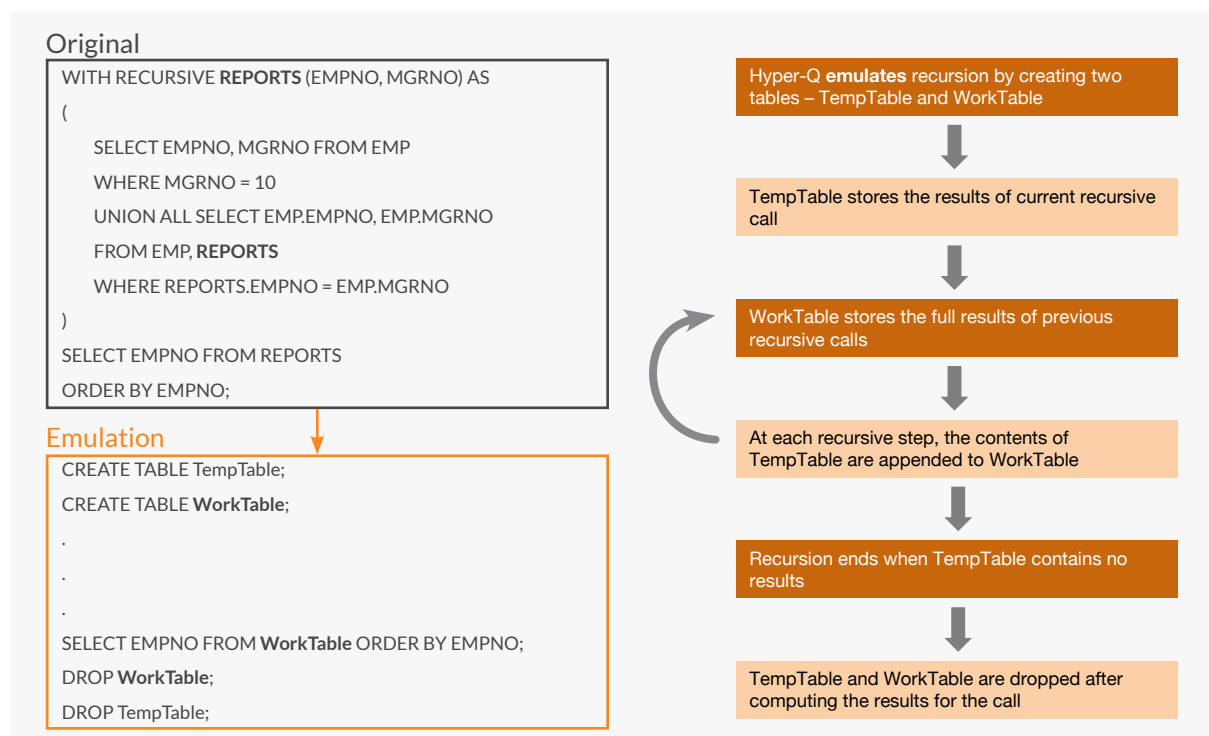 Original
WITH RECURSIVE REPORTS (EMPNO, MGRNO) AS
(
SELECT EMPNO, MGRNO FROM EMP
WHERE MGRNO = 10
UNION ALL SELECT EMP.EMPNO, EMP.MGRNO
FROM EMP, REPORTS
WHERE REPORTS.EMPNO = EMP.MGRNO
)
SELECT EMPNO FROM REPORTS
ORDER BY EMPNO;
Emulation
CREATE TABLE TempTable;
CREATE TABLE WorkTable;
.
.
.
SELECT EMPNO FROM WorkTable ORDER BY EMPNO;
DROP WorkTable;
DROP TempTable;
Hyper-Q emulates recursion by creating two
tables – TempTable and WorkTable
TempTable stores the results of current recursive
call
WorkTable stores the full results of previous
recursive calls
At each recursive step, the contents of
TempTable are appended to WorkTable
Recursion ends when TempTable contains no
results
TempTable and WorkTable are dropped after
computing the results for the call